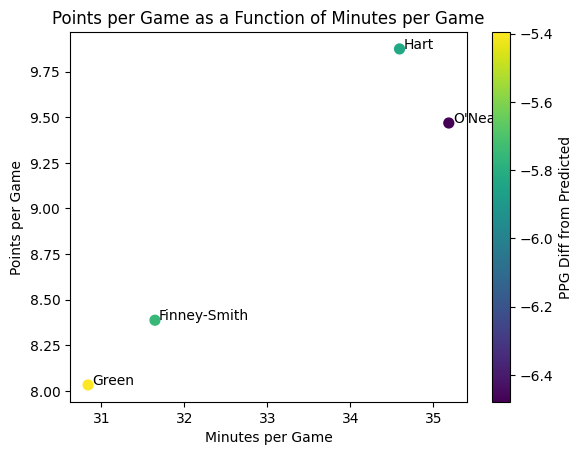 Points per Game as a Function of Minutes per Game
Hart
O'Nea
Finney-Smith
Green
9.75
9.50
9.25
9.00
8.75
8.50
8.25
8.00
Points per Game
31
32
33
34
35
Minutes per Game
−5.4
−5.6
−5.8
−6.0
−6.2
−6.4
PPG Diff from Predicted